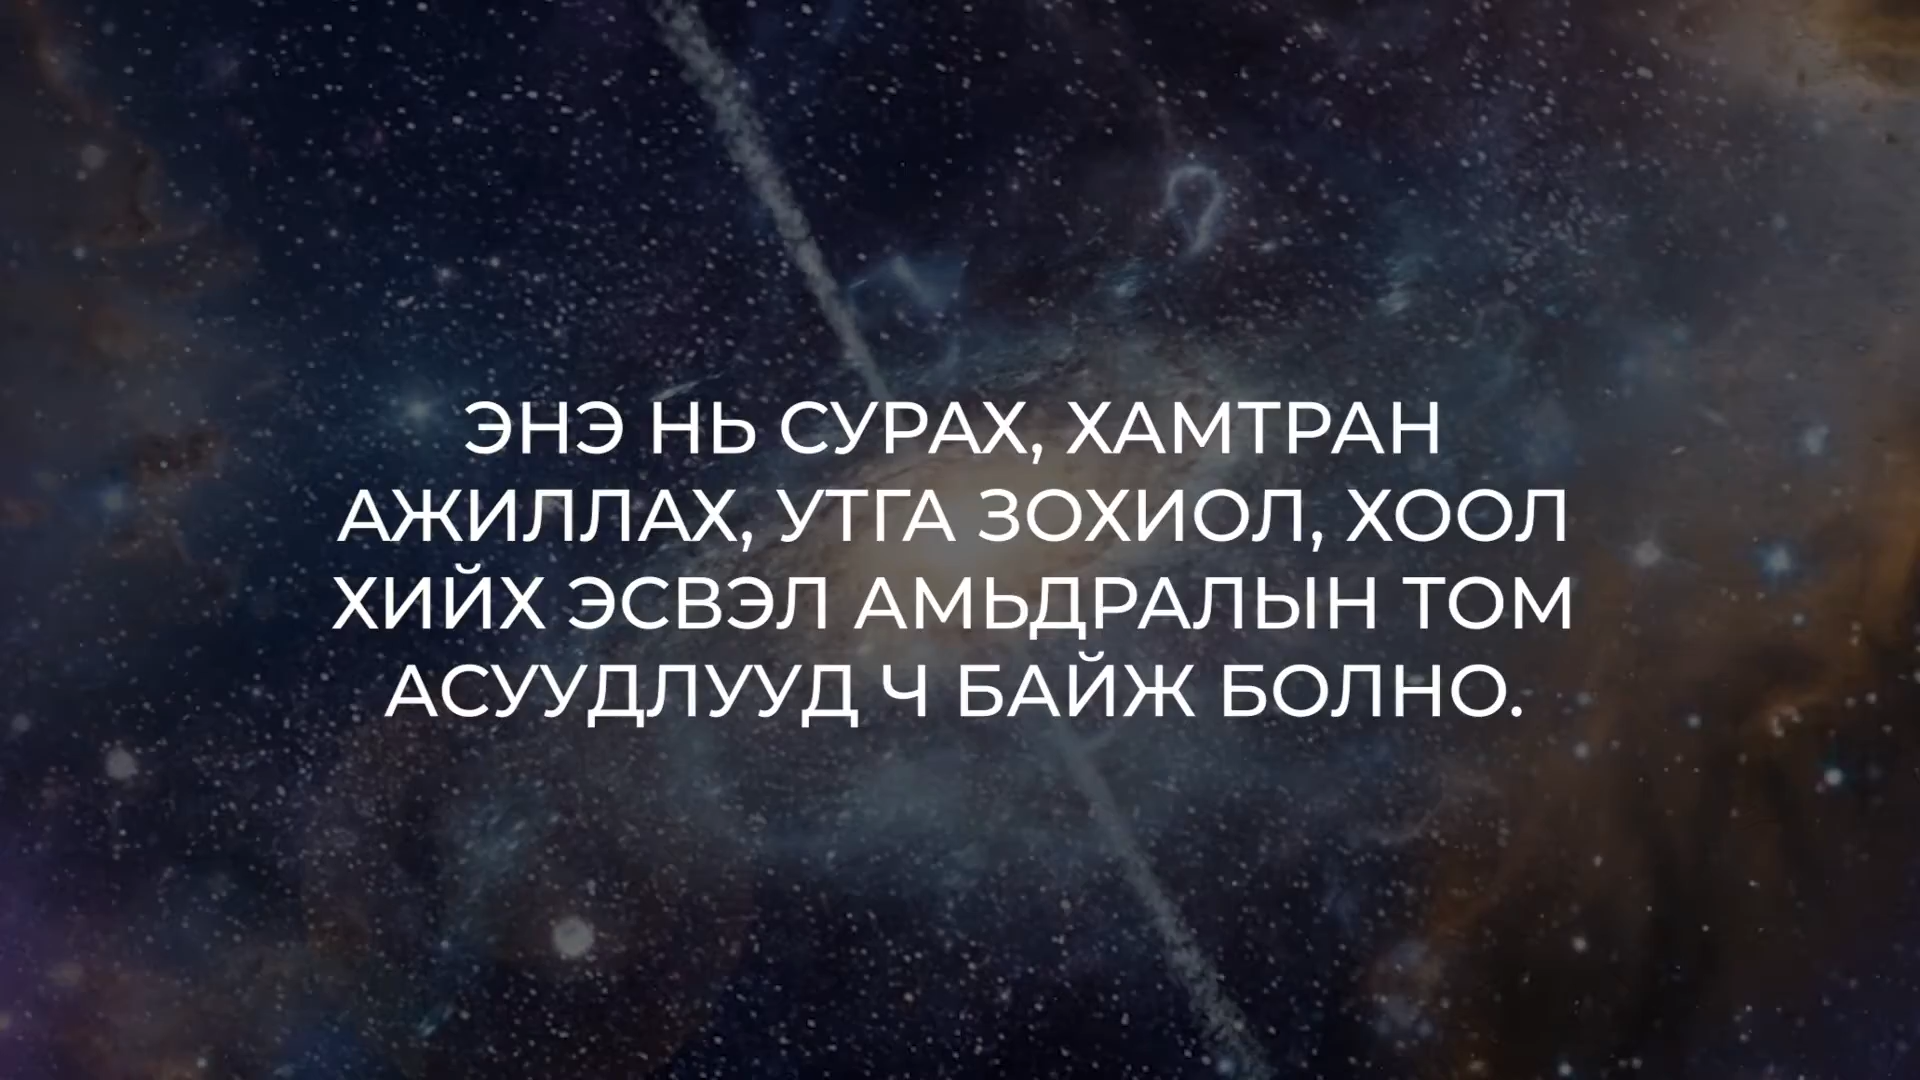 ЭНЭ НЬ СУРАХ, ХАМТРАН
АЖИЛЛАХ, УТГА ЗОХИОЛ, ХООЛ
ХИЙХ ЭСВЭЛ АМЬДРАЛЫН ТОМ
АСУУДЛУУД Ч БАЙЖ БОЛНО.